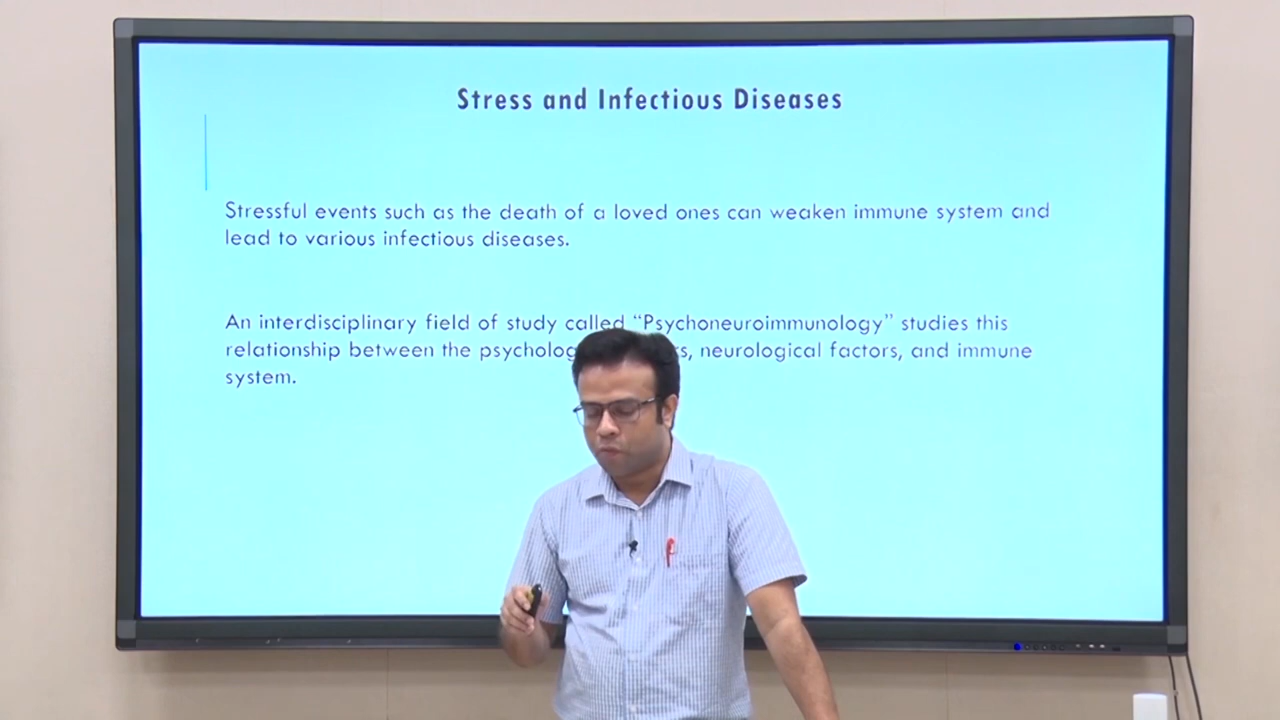 Stress and Infectious Diseases
Stressful events such as the death of a loved ones can weaken immune system and
lead to various infectious diseases.
An interdisciplinary field of study called “Psychoneuroimmunology” studies this
relationship between the neurological factors, and immune
system.